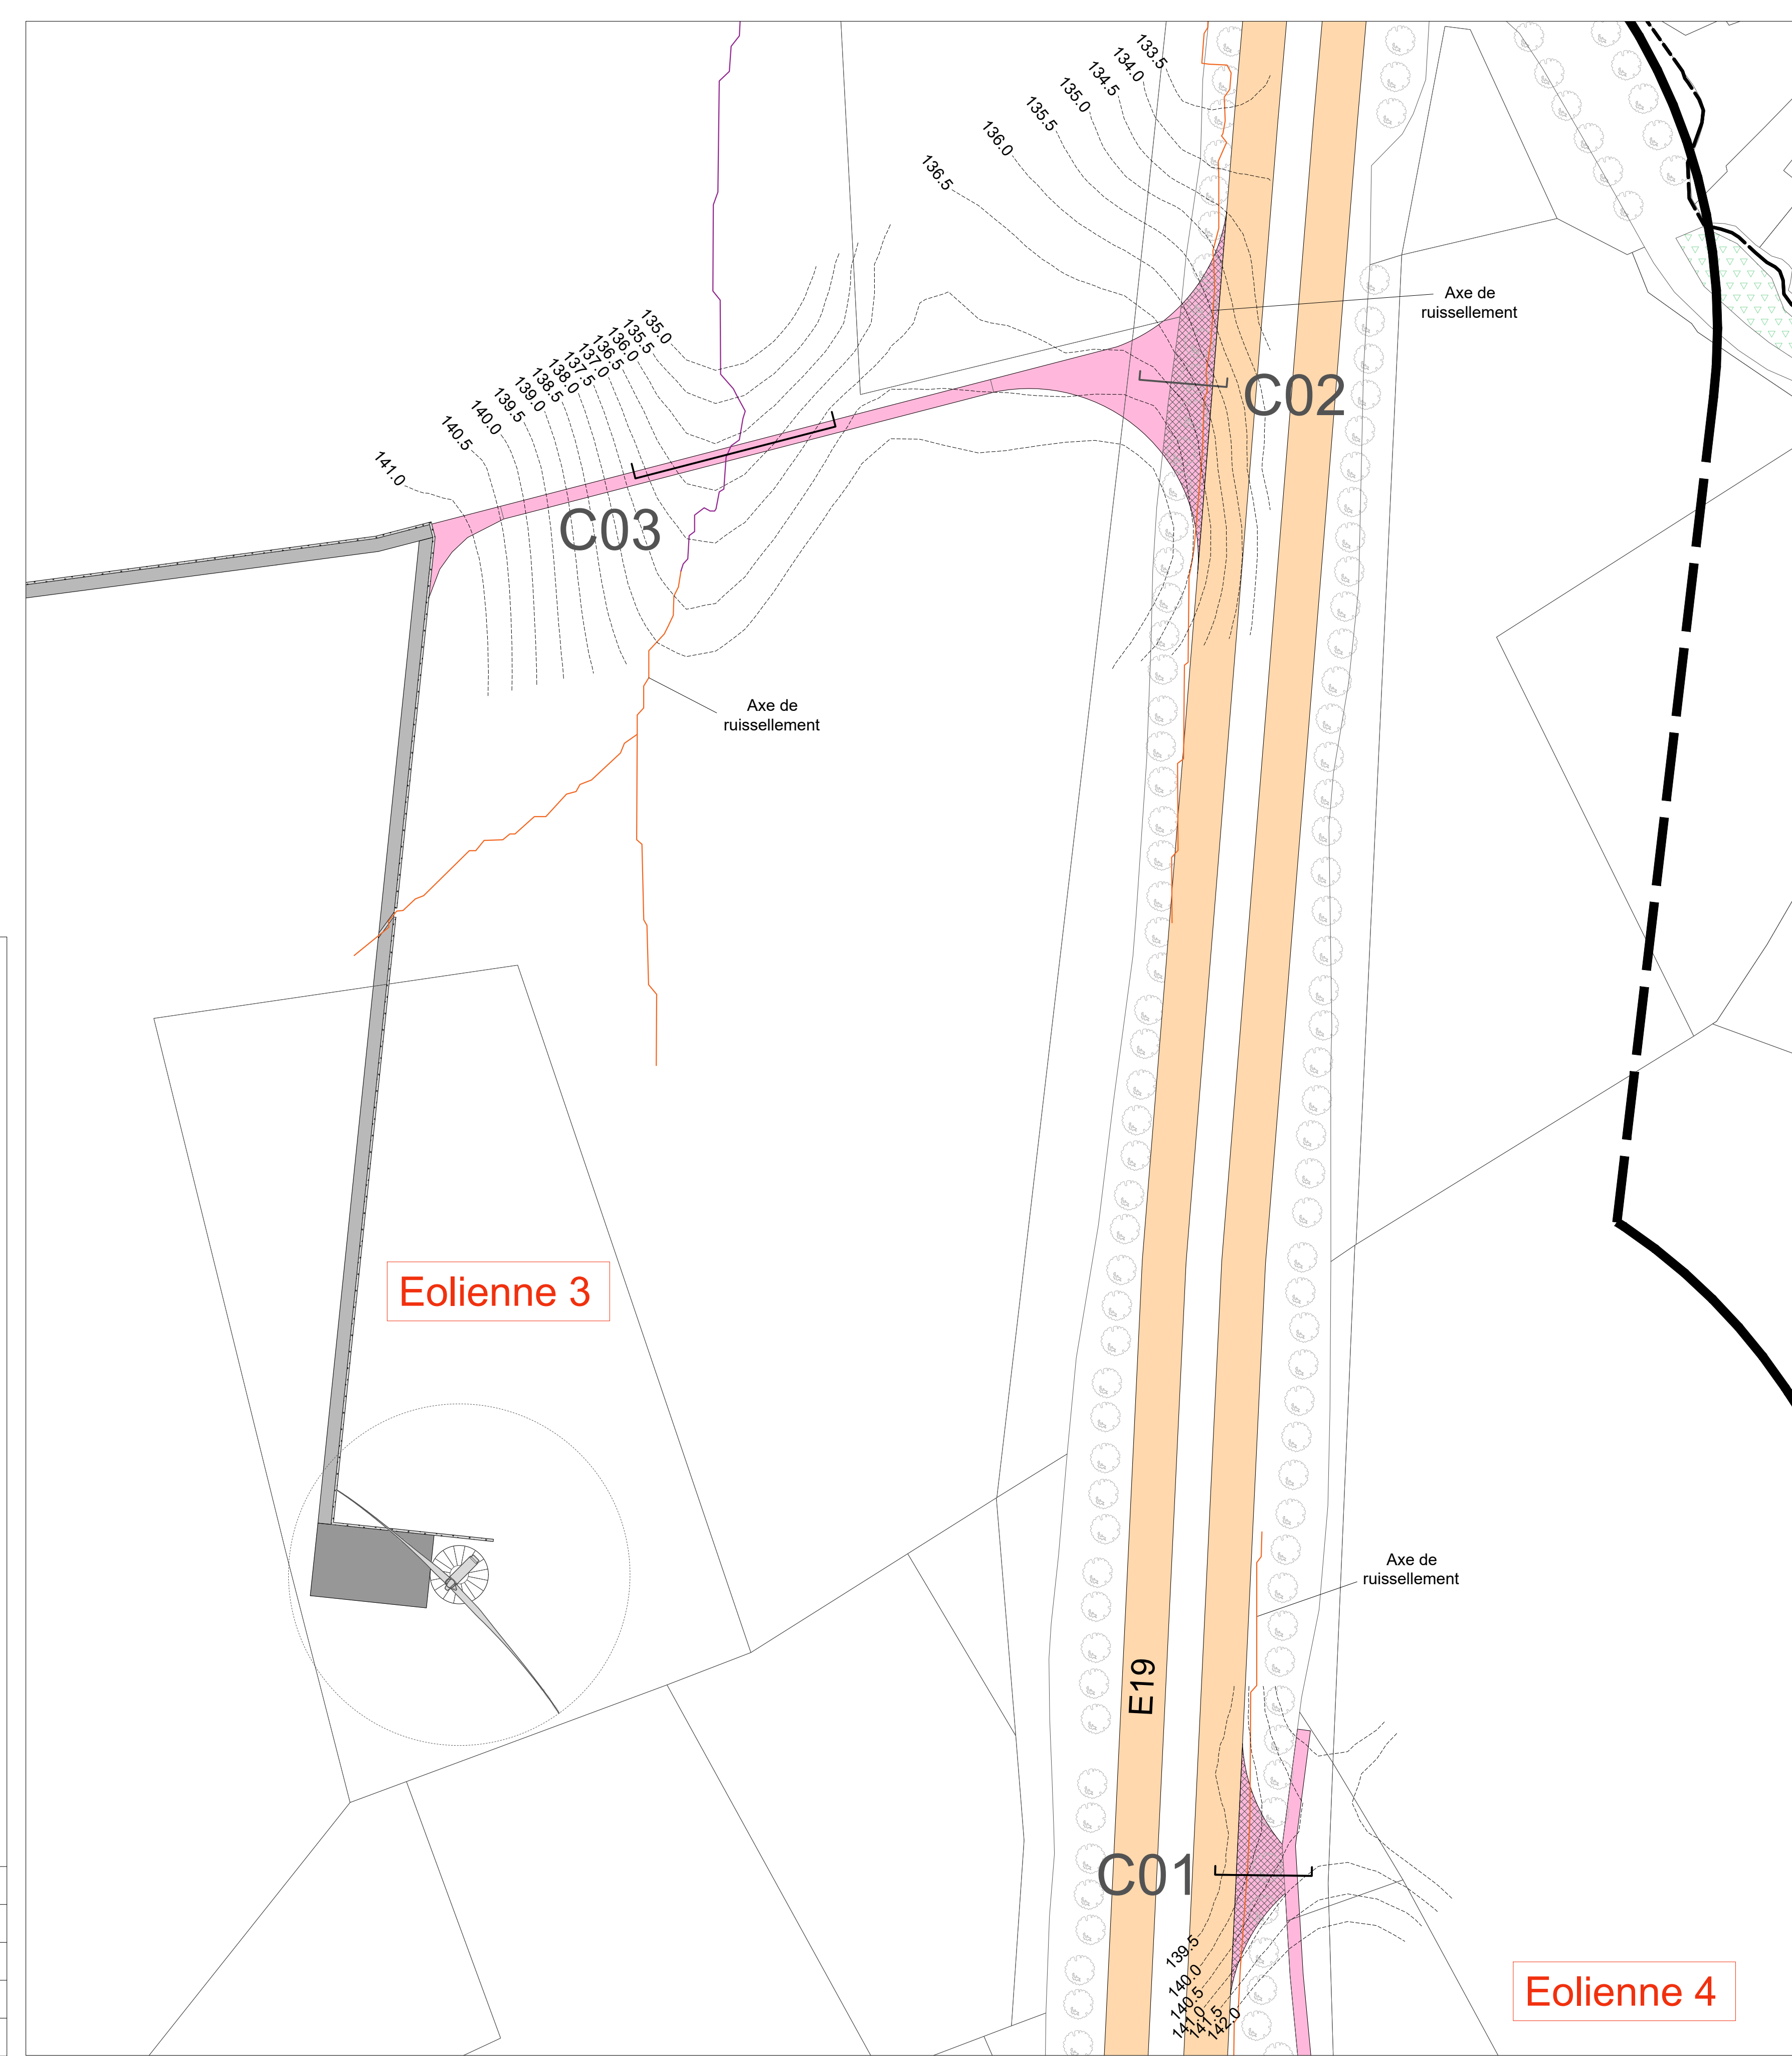 133.5
134.0
134.5
135.0
135.5
136.0
136.5
Axe de
ruissellement
135.0
135.5
136.0
136.5
137.0
137.5
138.0
138.5
139.0
139.5
140.0
140.5
141.0
C02
C03
Axe de
ruissellement
Eolienne 3
Axe de
ruissellement
E19
C01
139.5
140.0
140.5
141.0
141.5
142.0
Eolienne 4